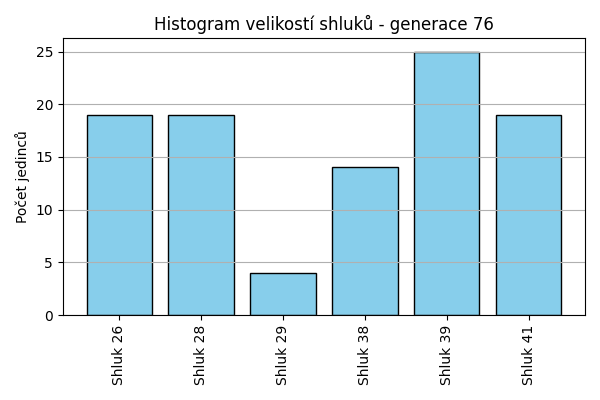 Histogram velikostí shluků - generace 76
Počet jedinců
25
20
15
10
5
0
Shluk 26
Shluk 28
Shluk 29
Shluk 38
Shluk 39
Shluk 41